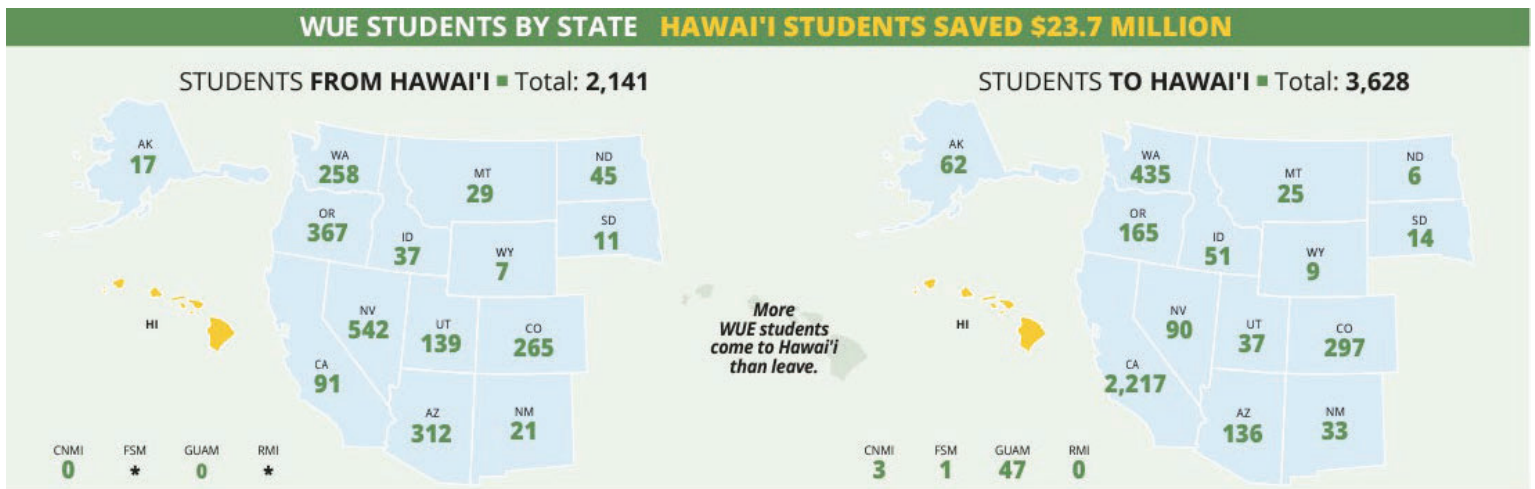 WUE STUDENTS BY STATE HAWAI'I STUDENTS SAVED $23.7 MILLION
STUDENTS FROM HAWAI'I ■ Total: 2,141
AK
17
WA
258
MT
29
ND
45
OR
367
ID
37
WY
7
SD
11
HI
NV
542
UT
139
CO
265
CA
91
AZ
312
NM
21
CNMI
0
FSM
*
GUAM
0
RMI
*
More
WUE students
come to Hawai'i
than leave.
STUDENTS TO HAWAI'I ■ Total: 3,628
AK
62
WA
435
MT
25
ND
6
OR
165
ID
51
WY
9
SD
14
HI
NV
90
UT
37
CO
297
CA
2,217
AZ
136
NM
33
CNMI
3
FSM
1
GUAM
47
RMI
0